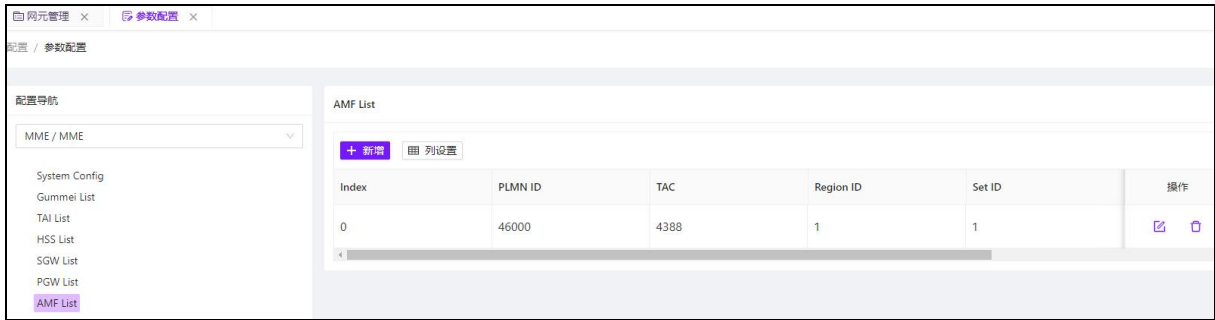 网元管理 参数配置
配置 / 参数配置
配置导航
MME / MME
System Config
Gummei List
TAI List
HSS List
SGW List
PGW List
AMF List
AMF List
+ 新增 列设置
Index PLMN ID TAC Region ID Set ID 操作
0 46000 4388 1 1